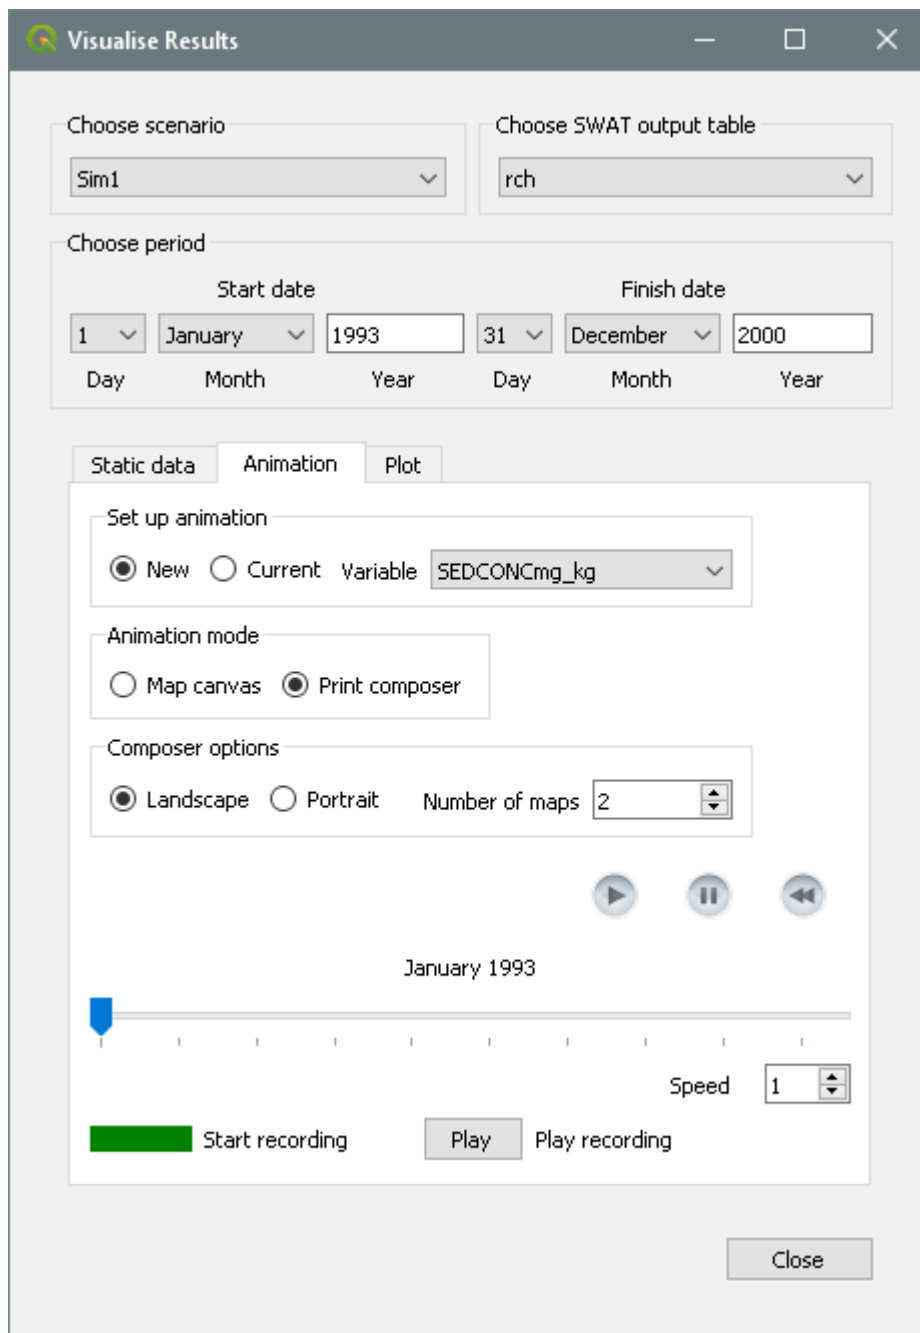 Visualise Results
Choose scenario
Choose SWAT output table
Sim1
rch
Choose period
Start date
Finish date
1 January 1993 31 December 2000
Day Month Year Day Month Year
Static data Animation Plot
Set up animation
New Current Variable SEDCONCmg_kg
Animation mode
Map canvas Print composer
Composer options
Landscape Portrait Number of maps 2
January 1993
Speed 1
Start recording Play Play recording
Close